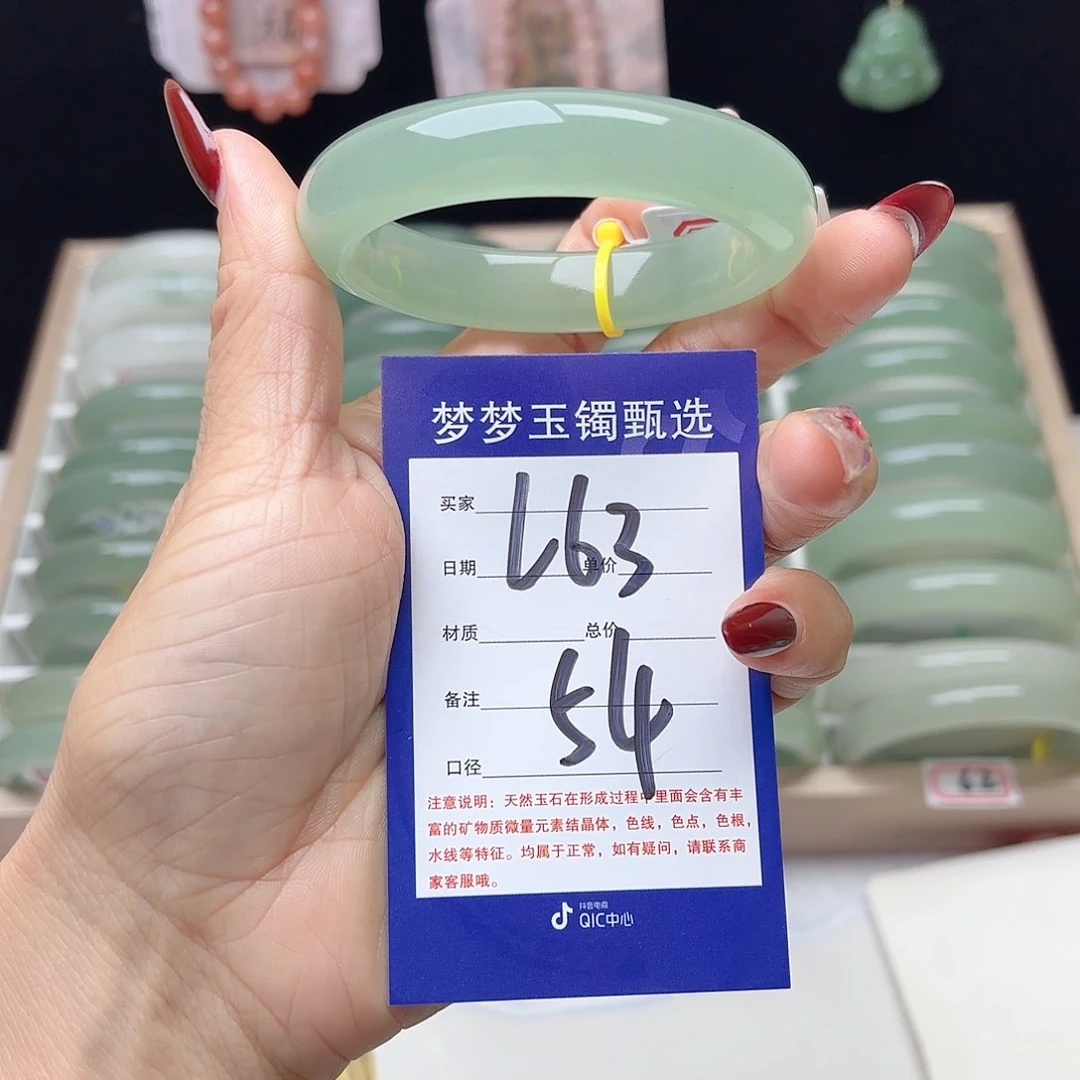 梦梦玉镯甄选
买家
L63
日期 单价
材质 总价
54
备注
口径
注意说明：天然玉石在形成过程中里面会含有丰
富的矿物质微量元素结晶体，色线，色点，色根，
水线等特征。均属于正常，如有疑问，请联系商
家客服哦。
抖音电商
QIC中心